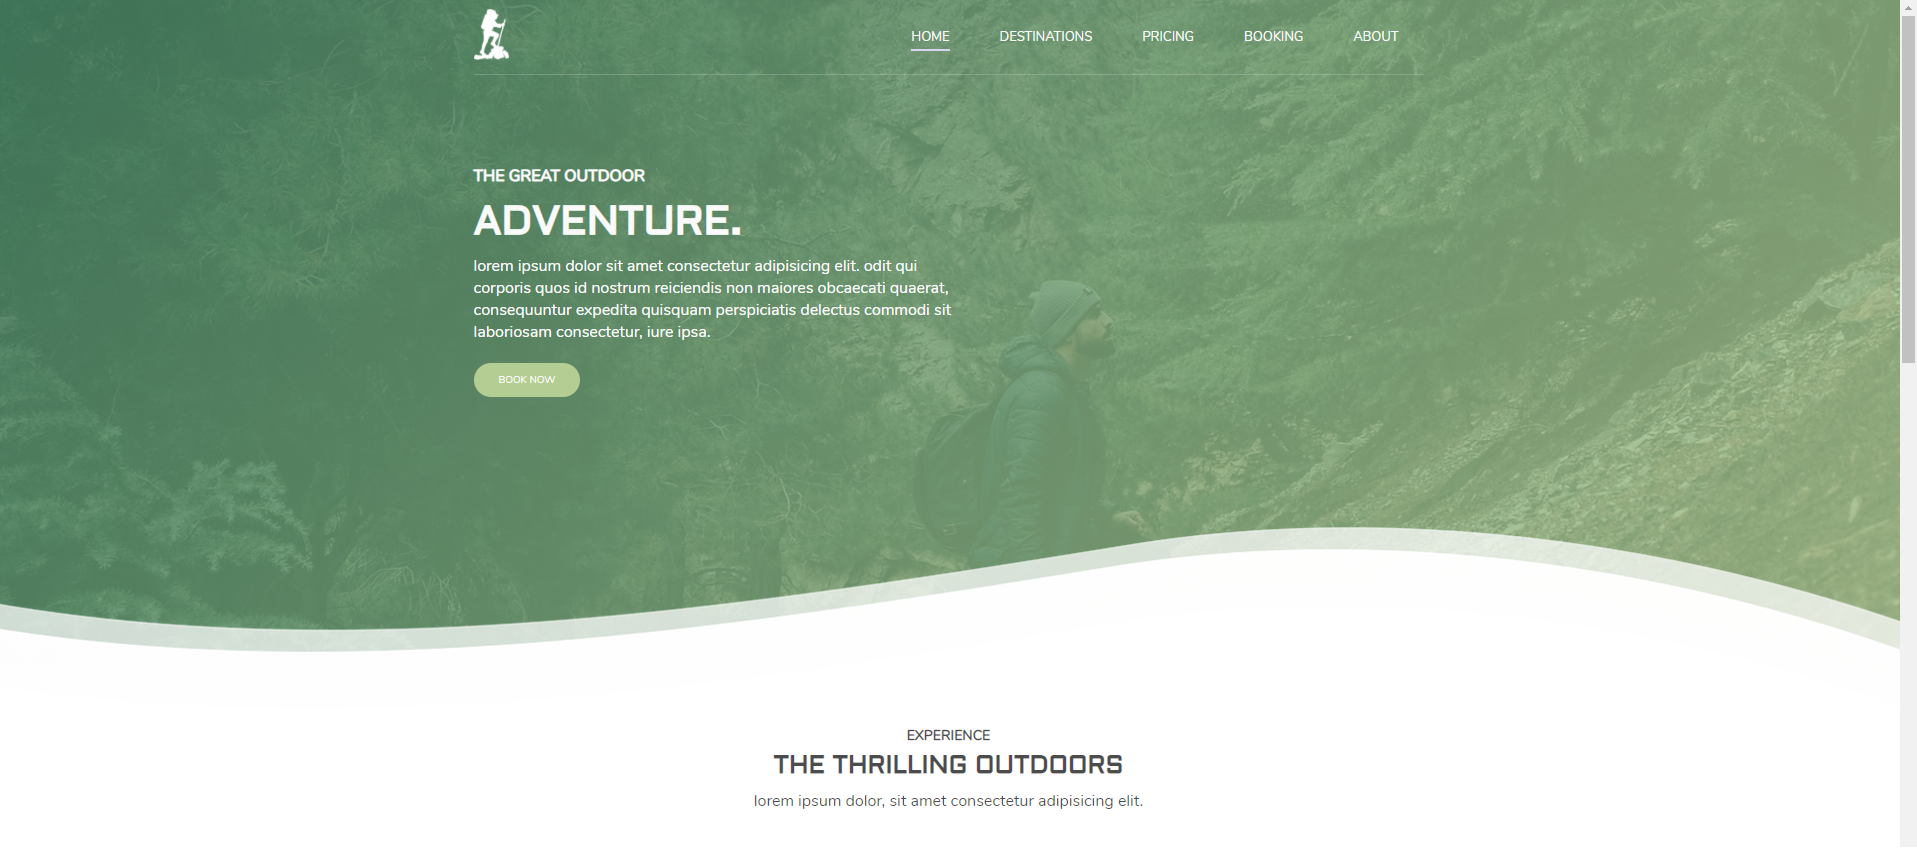 HOME DESTINATIONS PRICING BOOKING ABOUT
THE GREAT OUTDOOR
ADVENTURE.
lorem ipsum dolor sit amet consectetur adipisicing elit. odit qui
corporis quos id nostrum reiciendis non maiores obcaecati quaerat,
consequuntur expedita quisquam perspiciatis delectus commodi sit
laboriosam consectetur, iure ipsa.
BOOK NOW
EXPERIENCE
THE THRILLING OUTDOORS
lorem ipsum dolor, sit amet consectetur adipisicing elit.